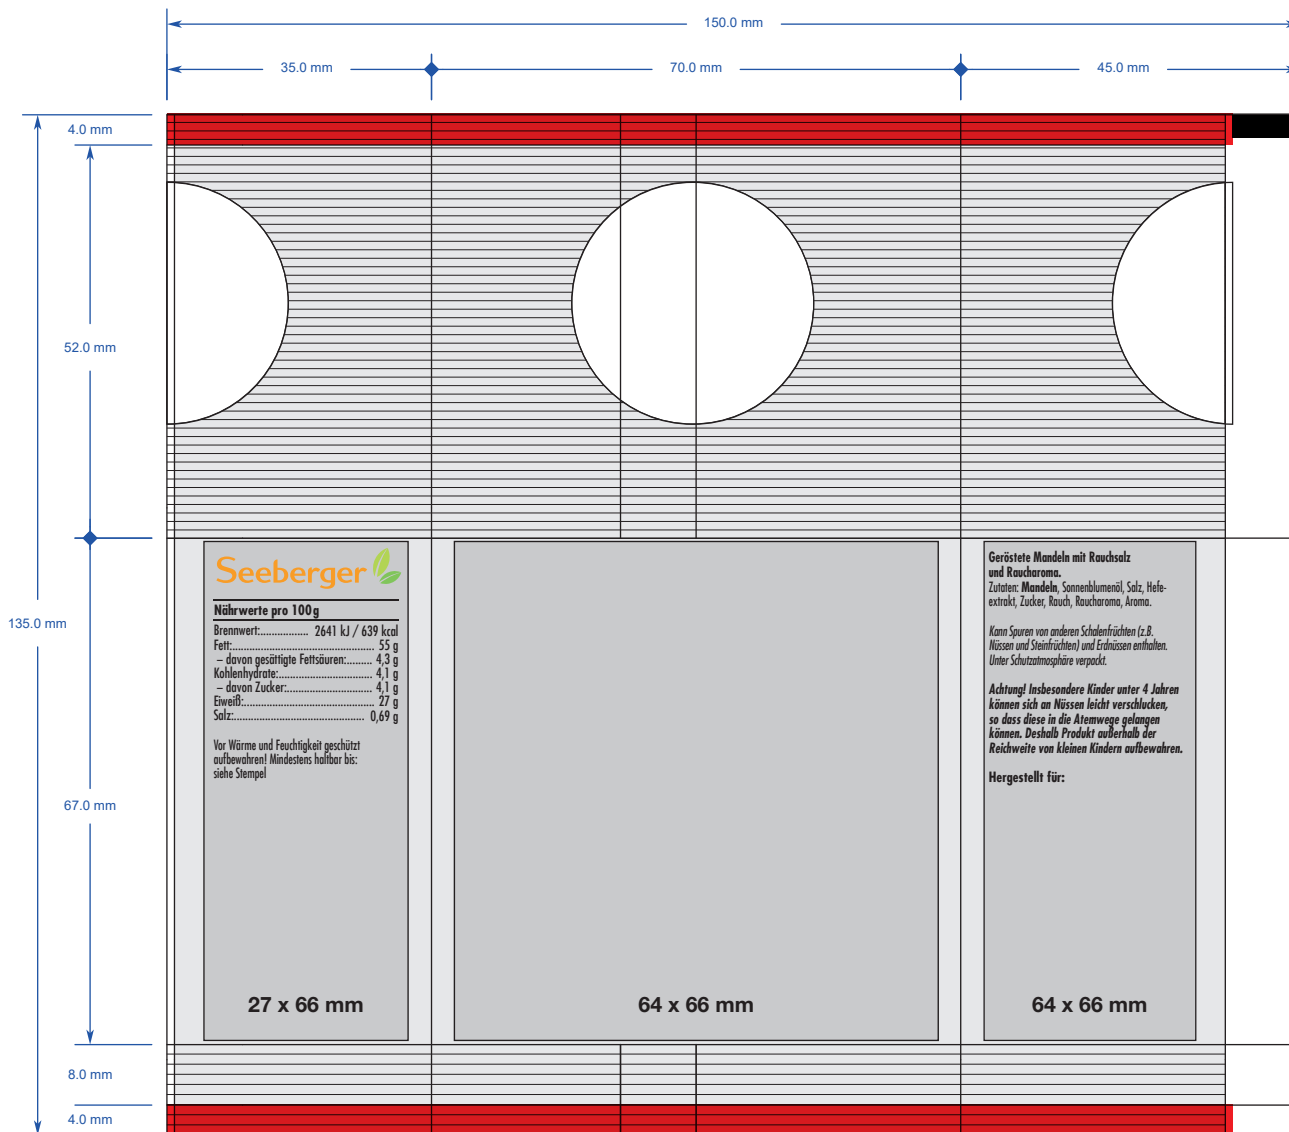 150.0 mm
35.0 mm
70.0 mm
45.0 mm
4.0 mm
52.0 mm
135.0 mm
67.0 mm
8.0 mm
4.0 mm
Seeberger
Nährwerte pro 100 g
Brennwert:................. 2641 kJ / 639 kcal
Fett:................................................... 55 g
– davon gesättigte Fettsäuren:......... 4,3 g
Kohlenhydrate:.................................. 4,1 g
– davon Zucker:............................... 4,1 g
Eiweiß:............................................... 27 g
Salz:............................................... 0,69 g
Vor Wärme und Feuchtigkeit geschützt
aufbewahren! Mindestens haltbar bis:
siehe Stempel
27 x 66 mm
64 x 66 mm
Geröstete Mandeln mit Rauchsalz
und Raucharoma.
Zutaten: Mandeln, Sonnenblumenöl, Salz, Hefe-
extrakt, Zucker, Rauch, Raucharoma, Aroma.
Kann Spuren von anderen Schalenfrüchten (z.B.
Nüssen und Steinfrüchten) und Erdnüssen enthalten.
Unter Schutzatmosphäre verpackt.
Achtung! Insbesondere Kinder unter 4 Jahren
können sich an Nüssen leicht verschlucken,
so dass diese in die Atemwege gelangen
können. Deshalb Produkt außerhalb der
Reichweite von kleinen Kindern aufbewahren.
Hergestellt für:
64 x 66 mm